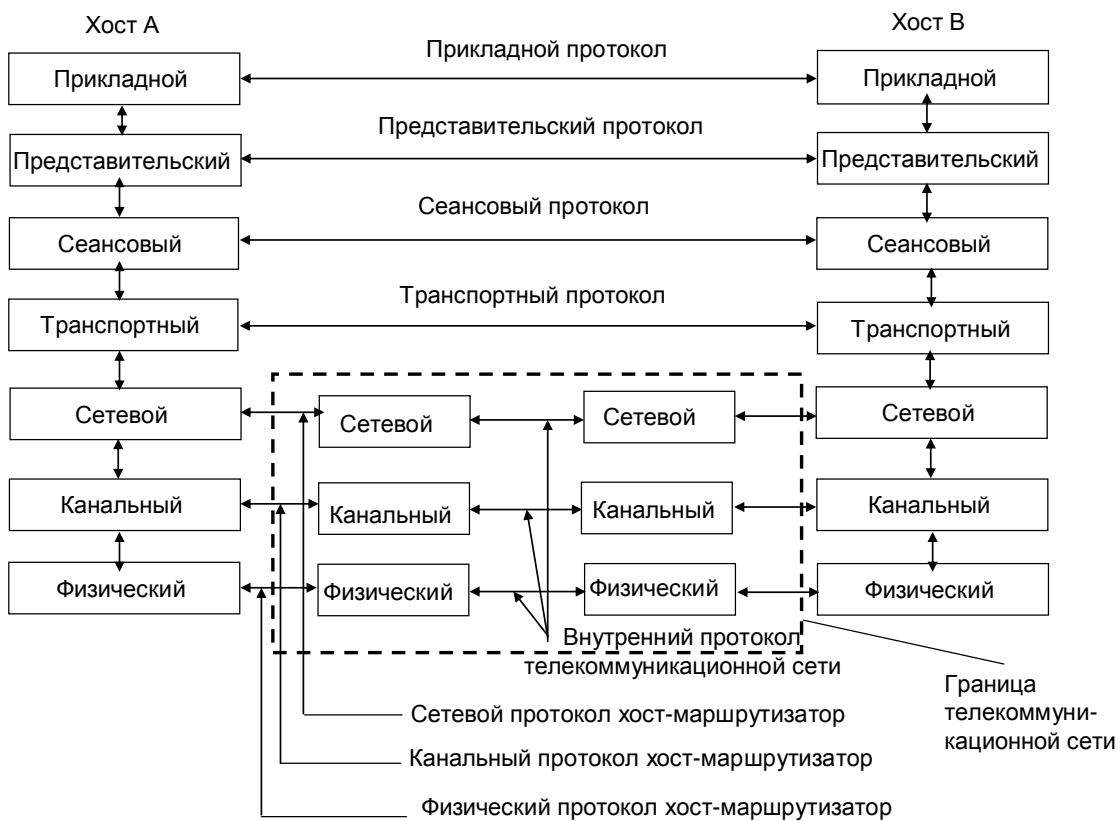 Хост А
Хост В
Прикладной
Прикладной протокол
Прикладной
Представительский
Представительский протокол
Представительский
Сеансовый
Сеансовый протокол
Сеансовый
Транспортный
Транспортный протокол
Транспортный
Сетевой
Сетевой
Сетевой
Сетевой
Канальный
Канальный
Канальный
Канальный
Физический
Физический
Физический
Физический
Внутренний протокол
телекоммуникационной сети
Граница
телекоммуни-
кационной сети
Сетевой протокол хост-маршрутизатор
Канальный протокол хост-маршрутизатор
Физический протокол хост-маршрутизатор